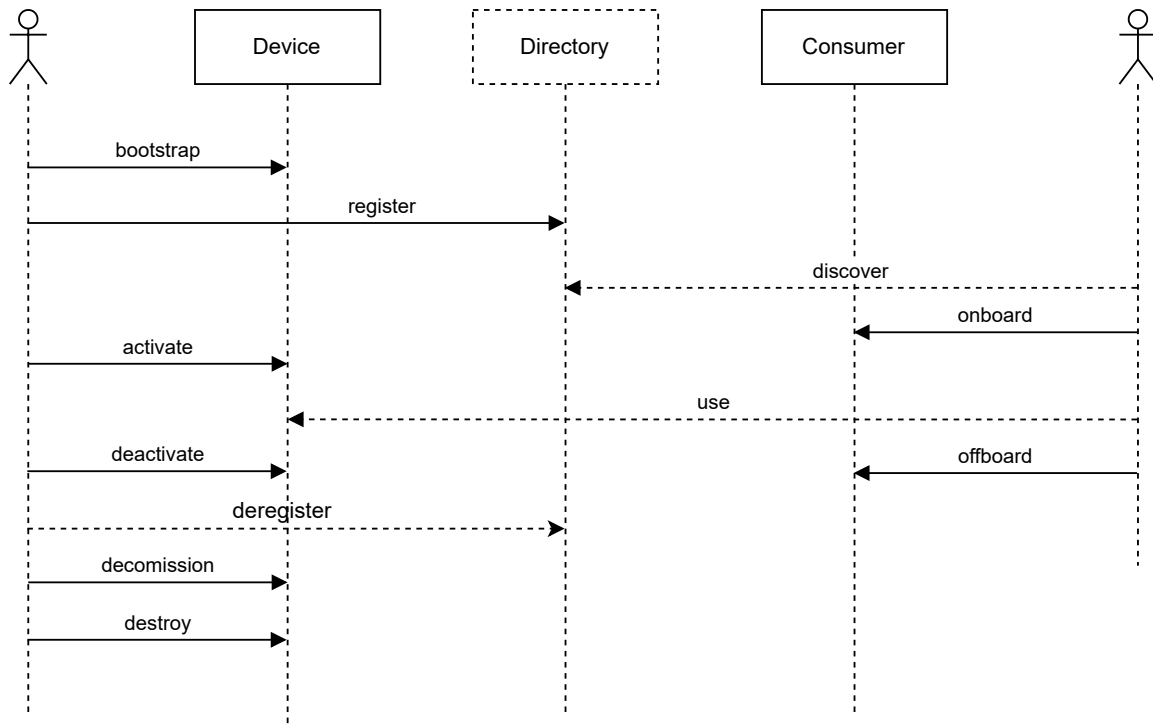 Device
Directory
Consumer
bootstrap
register
discover
onboard
activate
use
deactivate
offboard
deregister
decomission
destroy